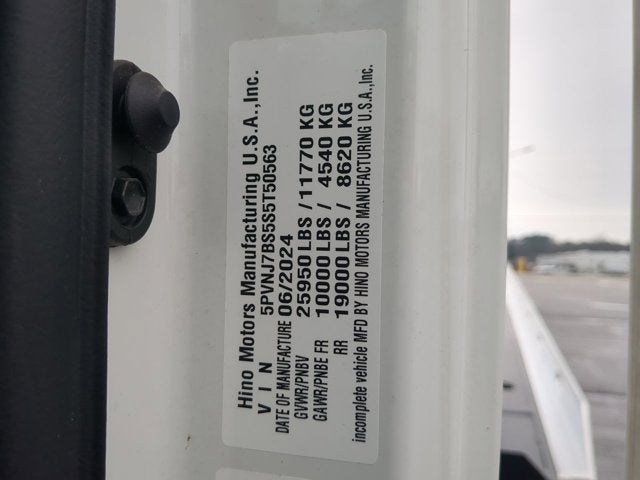 Hino Motors Manufacturing U.S.A.,Inc.
V I N 5PVNJ7BS5S5T50563
DATE OF MANUFACTURE 06/2024
GVWR/PNBV 25950 LBS / 11770 KG
GAWR/PNBE FR 10000 LBS / 4540 KG
RR 19000 LBS / 8620 KG
incomplete vehicle MFD BY HINO MOTORS MANUFACTURING U.S.A.,Inc.